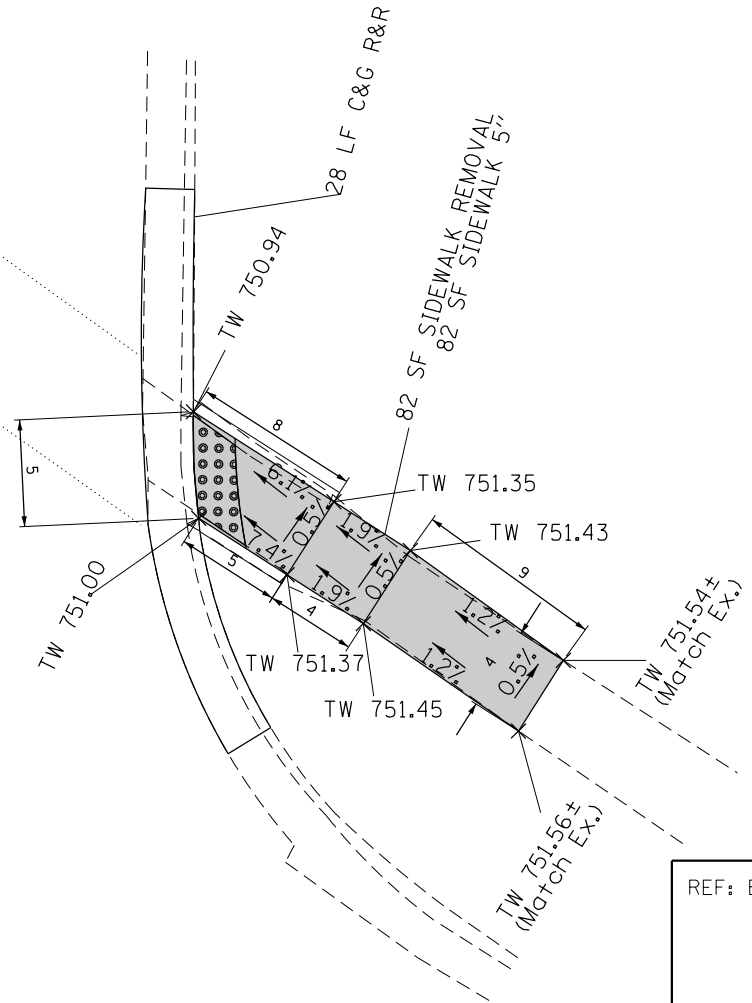 28 LF C&G R&R
82 SF SIDEWALK REMOVAL
82 SF SIDEWALK 5"
TW 750.94
8
6.1%
TW 751.35
0.5%
1.9%
TW 751.43
5
7.4%
0.5%
9
5
1.9%
1.2%
TW 751.00
4
4
TW 751.54±
(Match EX.)
TW 751.37
1.2%
0.5%
TW 751.45
TW 751.56±
(Match EX.)
REF: